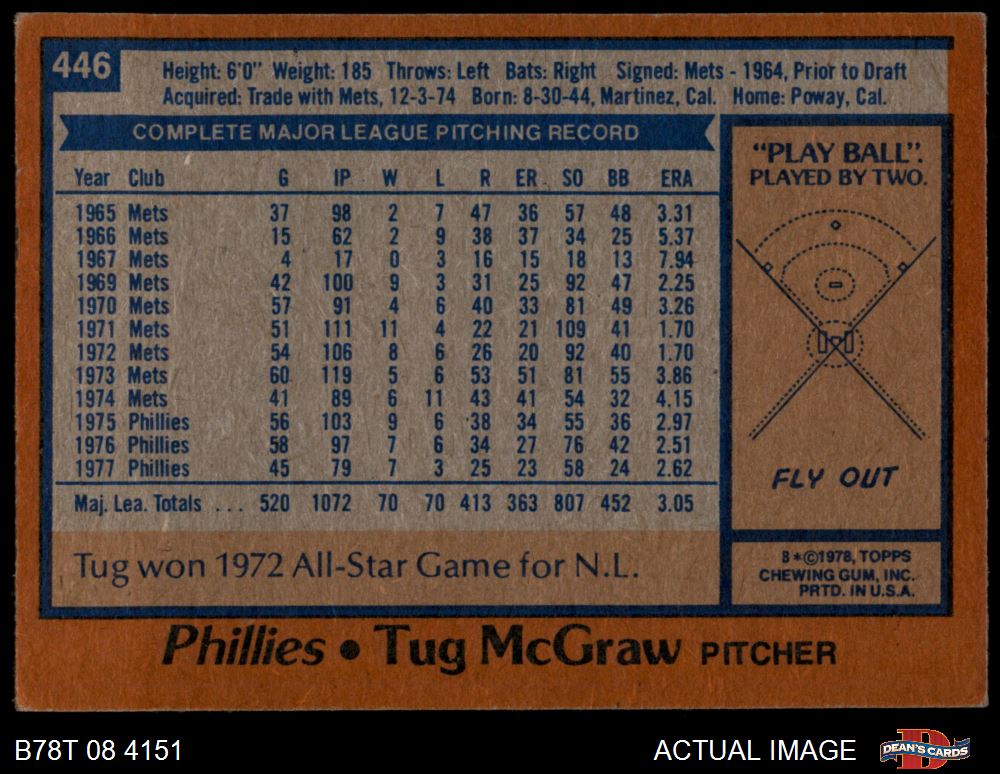 446
Height: 6'0" Weight: 185 Throws: Left Bats: Right Signed: Mets - 1964, Prior to Draft
Acquired: Trade with Mets, 12-3-74 Born: 8-30-44, Martinez, Cal. Home: Poway, Cal.
COMPLETE MAJOR LEAGUE PITCHING RECORD
Year Club G IP W L R ER SO BB ERA
1965 Mets 37 98 2 7 47 36 57 48 3.31
1966 Mets 15 62 2 9 38 37 34 25 5.37
1967 Mets 4 17 0 3 16 15 18 13 7.94
1969 Mets 42 100 9 3 31 25 92 47 2.25
1970 Mets 57 91 4 6 40 33 81 49 3.26
1971 Mets 51 111 11 4 22 21 109 41 1.70
1972 Mets 54 106 8 6 26 20 92 40 1.70
1973 Mets 60 119 5 6 53 51 81 55 3.86
1974 Mets 41 89 6 11 43 41 54 32 4.15
1975 Phillies 56 103 9 6 38 34 55 36 2.97
1976 Phillies 58 97 7 6 34 27 76 42 2.51
1977 Phillies 45 79 7 3 25 23 58 24 2.62
Maj. Lea. Totals ... 520 1072 70 70 413 363 807 452 3.05
Tug won 1972 All-Star Game for N.L.
"PLAY BALL".
PLAYED BY TWO.
FLY OUT
B*©1978, TOPPS
CHEWING GUM, INC.
PRTD. IN U.S.A.
Phillies • Tug McGraw PITCHER
B78T 08 4151
ACTUAL IMAGE
DEAN'S CARDS